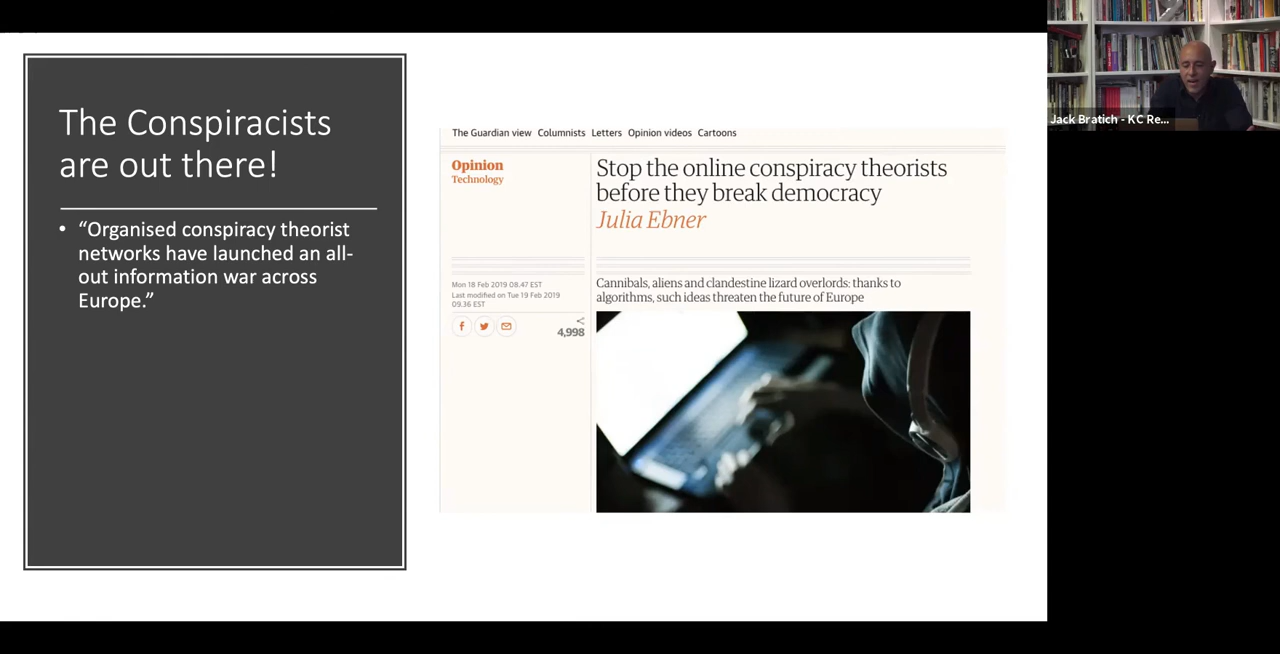 The Conspiracists
are out there!
• “Organised conspiracy theorist
networks have launched an all-
out information war across
Europe.”
The Guardian view Columnists Letters Opinion videos Cartoons
Opinion
Technology
Stop the online conspiracy theorists
before they break democracy
Julia Ebner
Cannibals, aliens and clandestine lizard overlords: thanks to
algorithms, such ideas threaten the future of Europe
Mon 18 Feb 2019 08.47 EST
Last modified on Tue 19 Feb 2019
09.36 EST
4,998
Jack Bratich - KC Re...